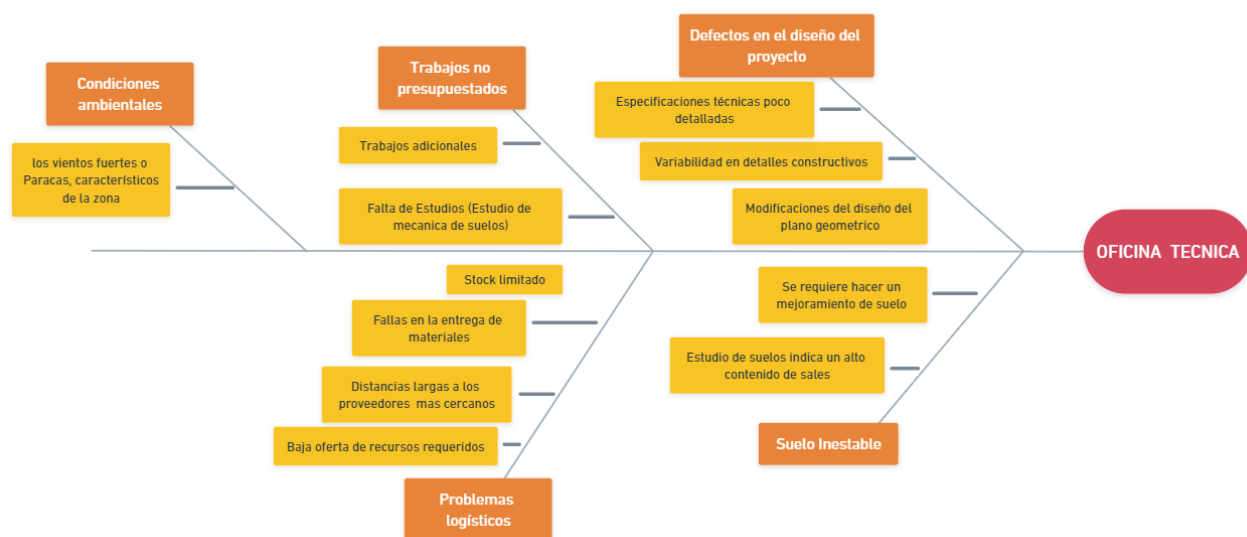 Condiciones
ambientales
los vientos fuertes o
Paracas, característicos
de la zona
Trabajos no
presupuestados
Trabajos adicionales
Falta de Estudios (Estudio de
mecanica de suelos)
Defectos en el diseño del
proyecto
Especificaciones técnicas poco
detalladas
Variabilidad en detalles constructivos
Modificaciones del diseño del
plano geometrico
OFICINA TECNICA
Stock limitado
Fallas en la entrega de
materiales
Distancias largas a los
proveedores mas cercanos
Baja oferta de recursos requeridos
Problemas
logísticos
Se requiere hacer un
mejoramiento de suelo
Estudio de suelos indica un alto
contenido de sales
Suelo Inestable